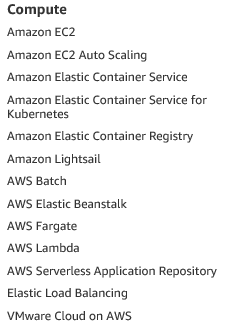 Compute
Amazon EC2
Amazon EC2 Auto Scaling
Amazon Elastic Container Service
Amazon Elastic Container Service for
Kubernetes
Amazon Elastic Container Registry
Amazon Lightsail
AWS Batch
AWS Elastic Beanstalk
AWS Fargate
AWS Lambda
AWS Serverless Application Repository
Elastic Load Balancing
VMware Cloud on AWS